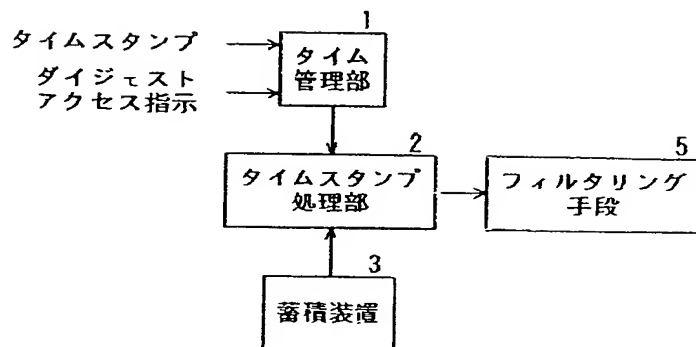 1
タイムスタンプ
タイム
管理部
ダイジェスト
アクセス指示
2
タイムスタンプ
処理部
5
フィルタリング
手段
3
蓄積装置